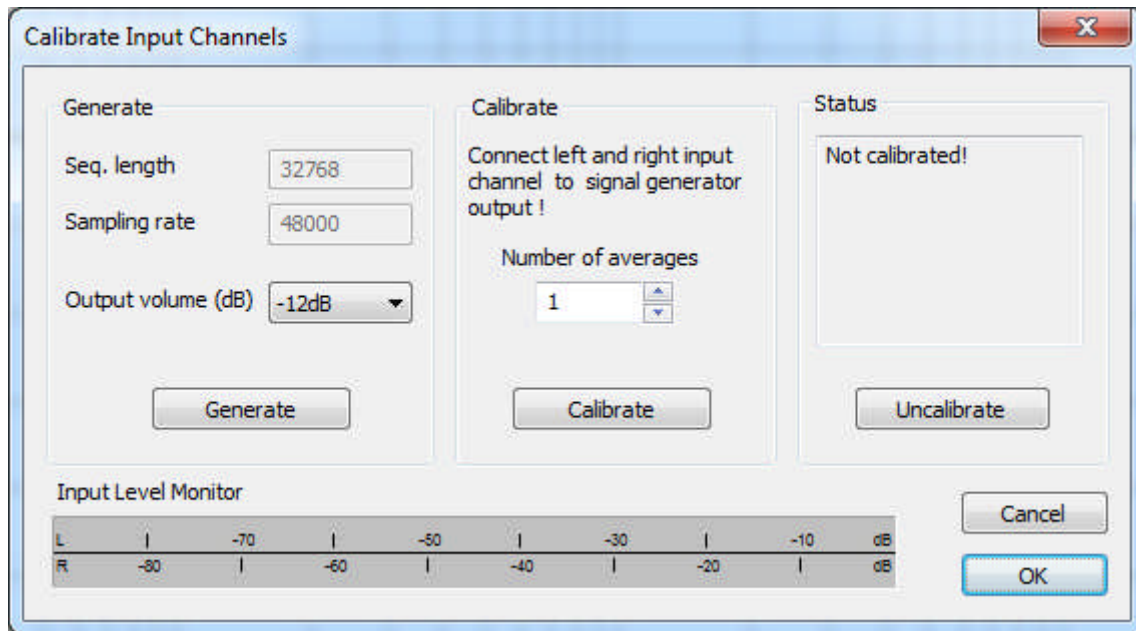 Calibrate Input Channels
Generate
Seq. length 32768
Sampling rate 48000
Output volume (dB) -12dB
Generate
Calibrate
Connect left and right input
channel to signal generator
output !
Number of averages
1
Calibrate
Status
Not calibrated!
Uncalibrate
Input Level Monitor
L -70 -50 -30 -10 dB
R -80 -60 -40 -20 dB
Cancel
OK